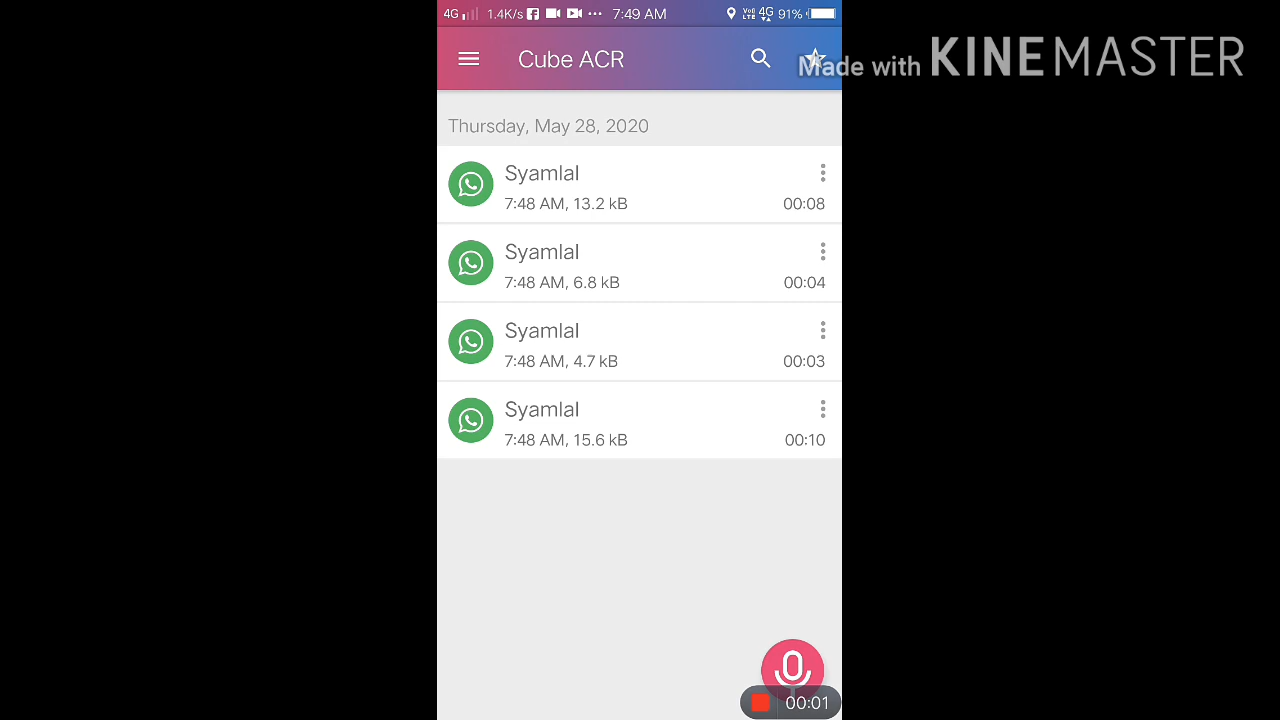 4G 1.4K/s ... 7:49 AM VoLTE 4G 91%
Cube ACR
Made with KINEMASTER
Thursday, May 28, 2020
Syamlal
7:48 AM, 13.2 kB 00:08
Syamlal
7:48 AM, 6.8 kB 00:04
Syamlal
7:48 AM, 4.7 kB 00:03
Syamlal
7:48 AM, 15.6 kB 00:10
00:01